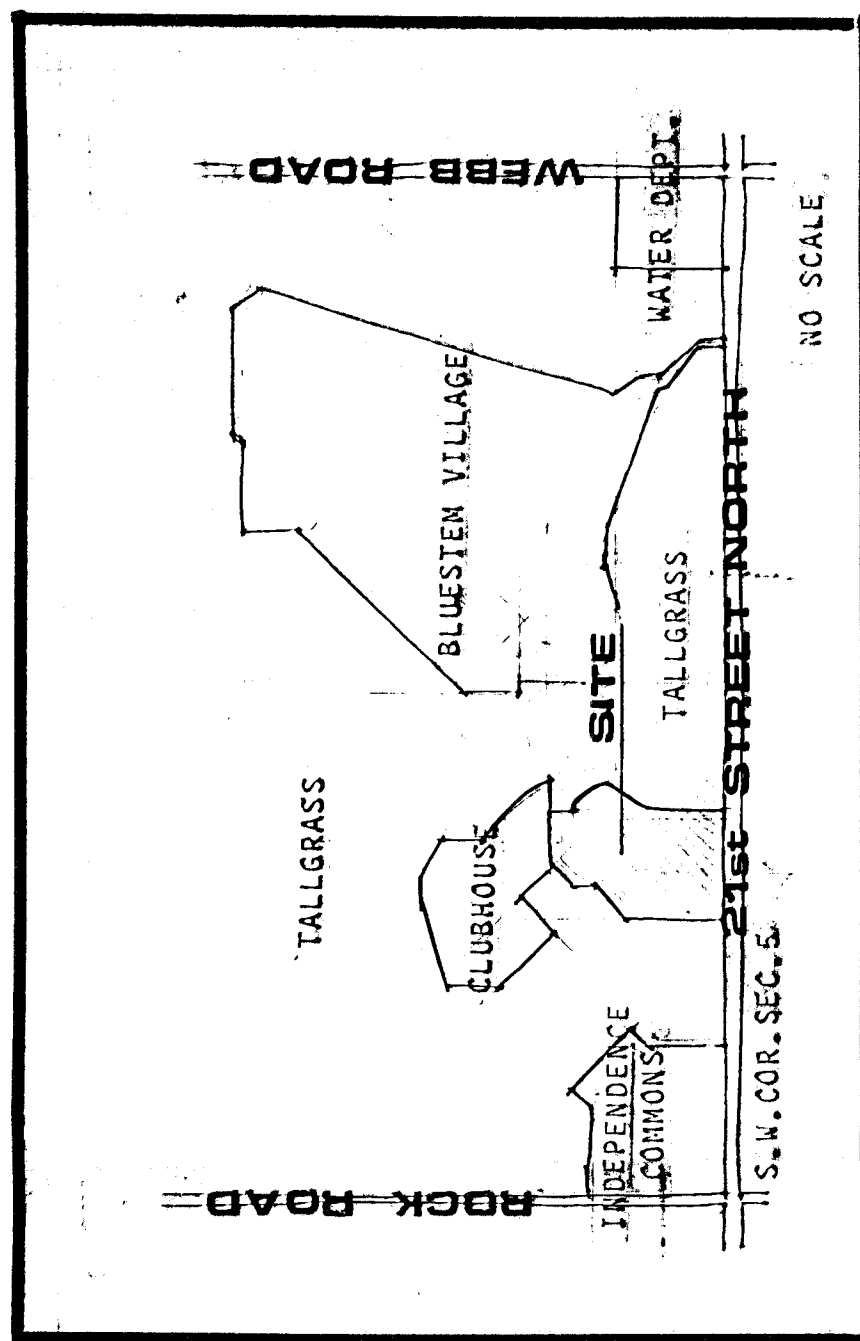 TALLGRASS
BLUESTEM VILLAGE
CLUBHOUSE
ROCK ROAD
WEBB ROAD
INDEPENDENCE
COMMONS
SITE
TALLGRASS
WATER DEPT.
21st STREET NORTH
S.W.COR.SEC.5
NO SCALE